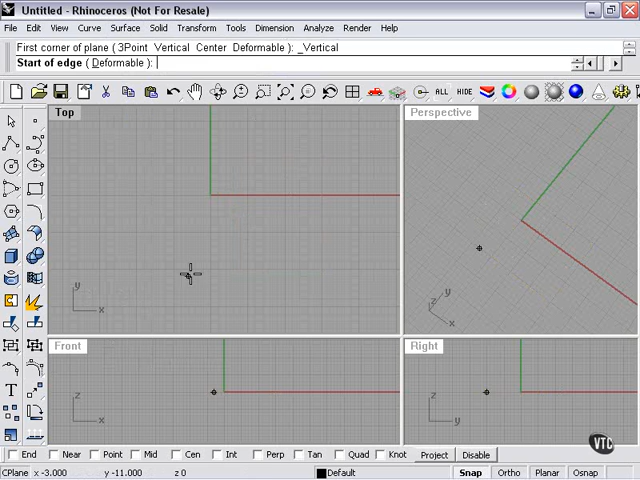 Untitled - Rhinoceros (Not For Resale)
File Edit View Curve Surface Solid Transform Tools Dimension Analyze Render Help
First corner of plane ( 3Point Vertical Center Deformable ): _Vertical
Start of edge ( Deformable ):
ALL HIDE
Top
Perspective
y
x
z y
x
Front
Right
z
x
z
y
T
VTC
End Near Point Mid Cen Int Perp Tan Quad Knot Project Disable
CPlane x -3.000 y -11.000 z 0 Default Snap Ortho Planar Osnap